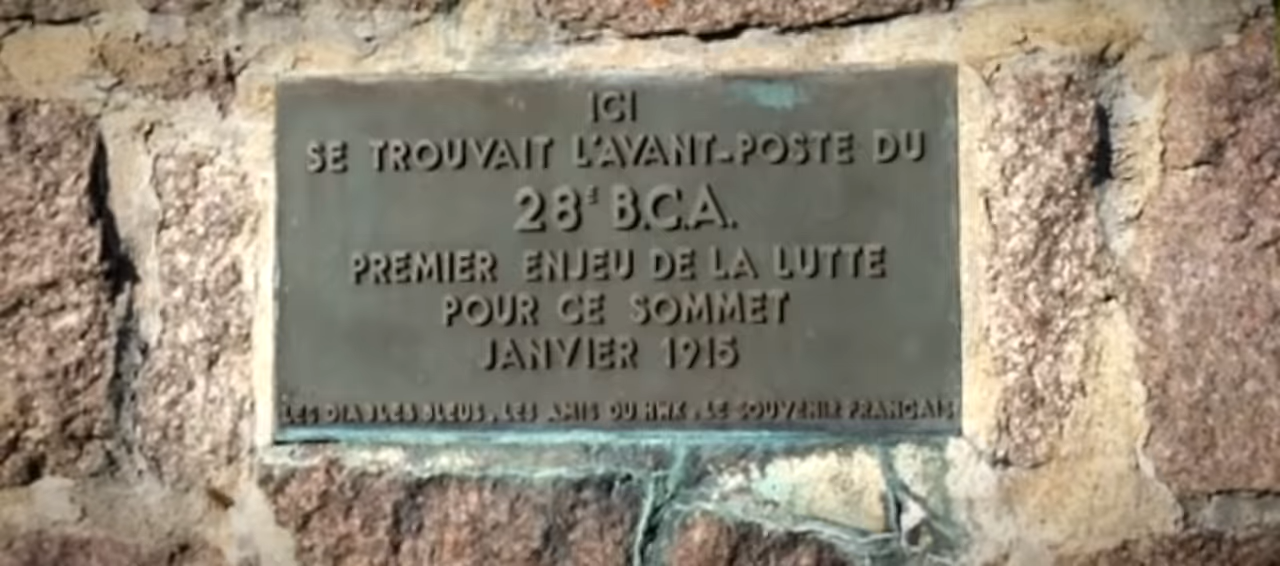 ICI
SE TROUVAIT L'AVANT-POSTE DU
28E B.C.A.
PREMIER ENJEU DE LA LUTTE
POUR CE SOMMET
JANVIER 1915
LES DIABLES BLEUS . LES AMIS DU HWK . LE SOUVENIR FRANCAIS